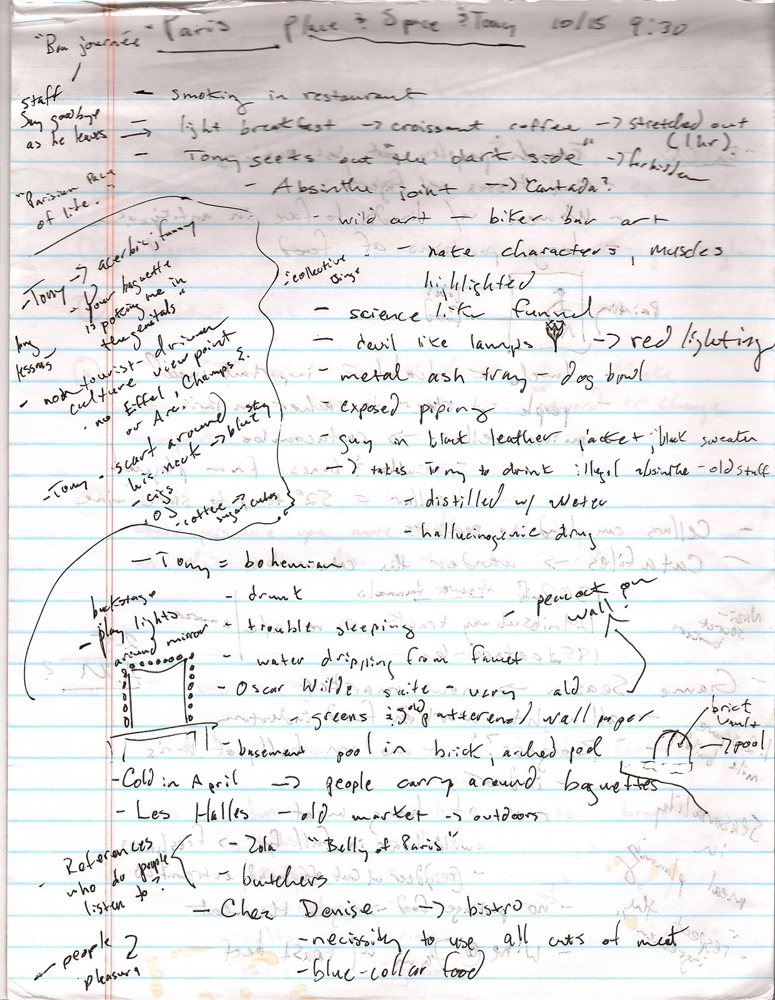 Paris Place & Space & Tony 10/15 9:30
"Bon journée"
staff
say goodbye
as he leaves
- smoking in restaurant
- light breakfast -> croissant coffee -> stretched out
(1 hr)
- Tony seeks out "the dark side" -> forbidden
- Absinthe joint -> Cantada?
- wild art - biker bar art
- nake characters, muscles
highlighted
- science like funnel
- devil like lamps -> red lighting
- metal ash tray - dog bowl
- exposed piping
- guy in black leather jacket, black sweater
-> takes Tony to drink illegal absinthe - old stuff
- distilled w/ water
- hallucinogenic drug
"Parisian pace
of life."
- Tony -> acerbic, funny
- "your baguette
is poking me in
the genitals"
"collective
long
lessons
- non tourist-driven
culture view point
- no Eiffel, Champs E.
or Arc.
- Tony - scarf around
his neck -> blue
- cigs
- OJ
- coffee -> sugar cubes
- Tony = bohemian
- drunk
- trouble sleeping
- water dripping from faucet
- Oscar Wilde suite - very old
- greens & gold patterened wall paper
- peacock on
wall?
backstage
- play lights
around mirror
- basement pool in brick, arched pool
brick
vault
-> pool
- Cold in April -> people carry around baguettes
- Les Halles - old market -> outdoors
- Zola "Belly of Paris"
- butchers
- References
who do people
listen to?
- Chez Denise -> bistro
- necissity to use all cuts of meat
- blue-collar food
- people
pleasure